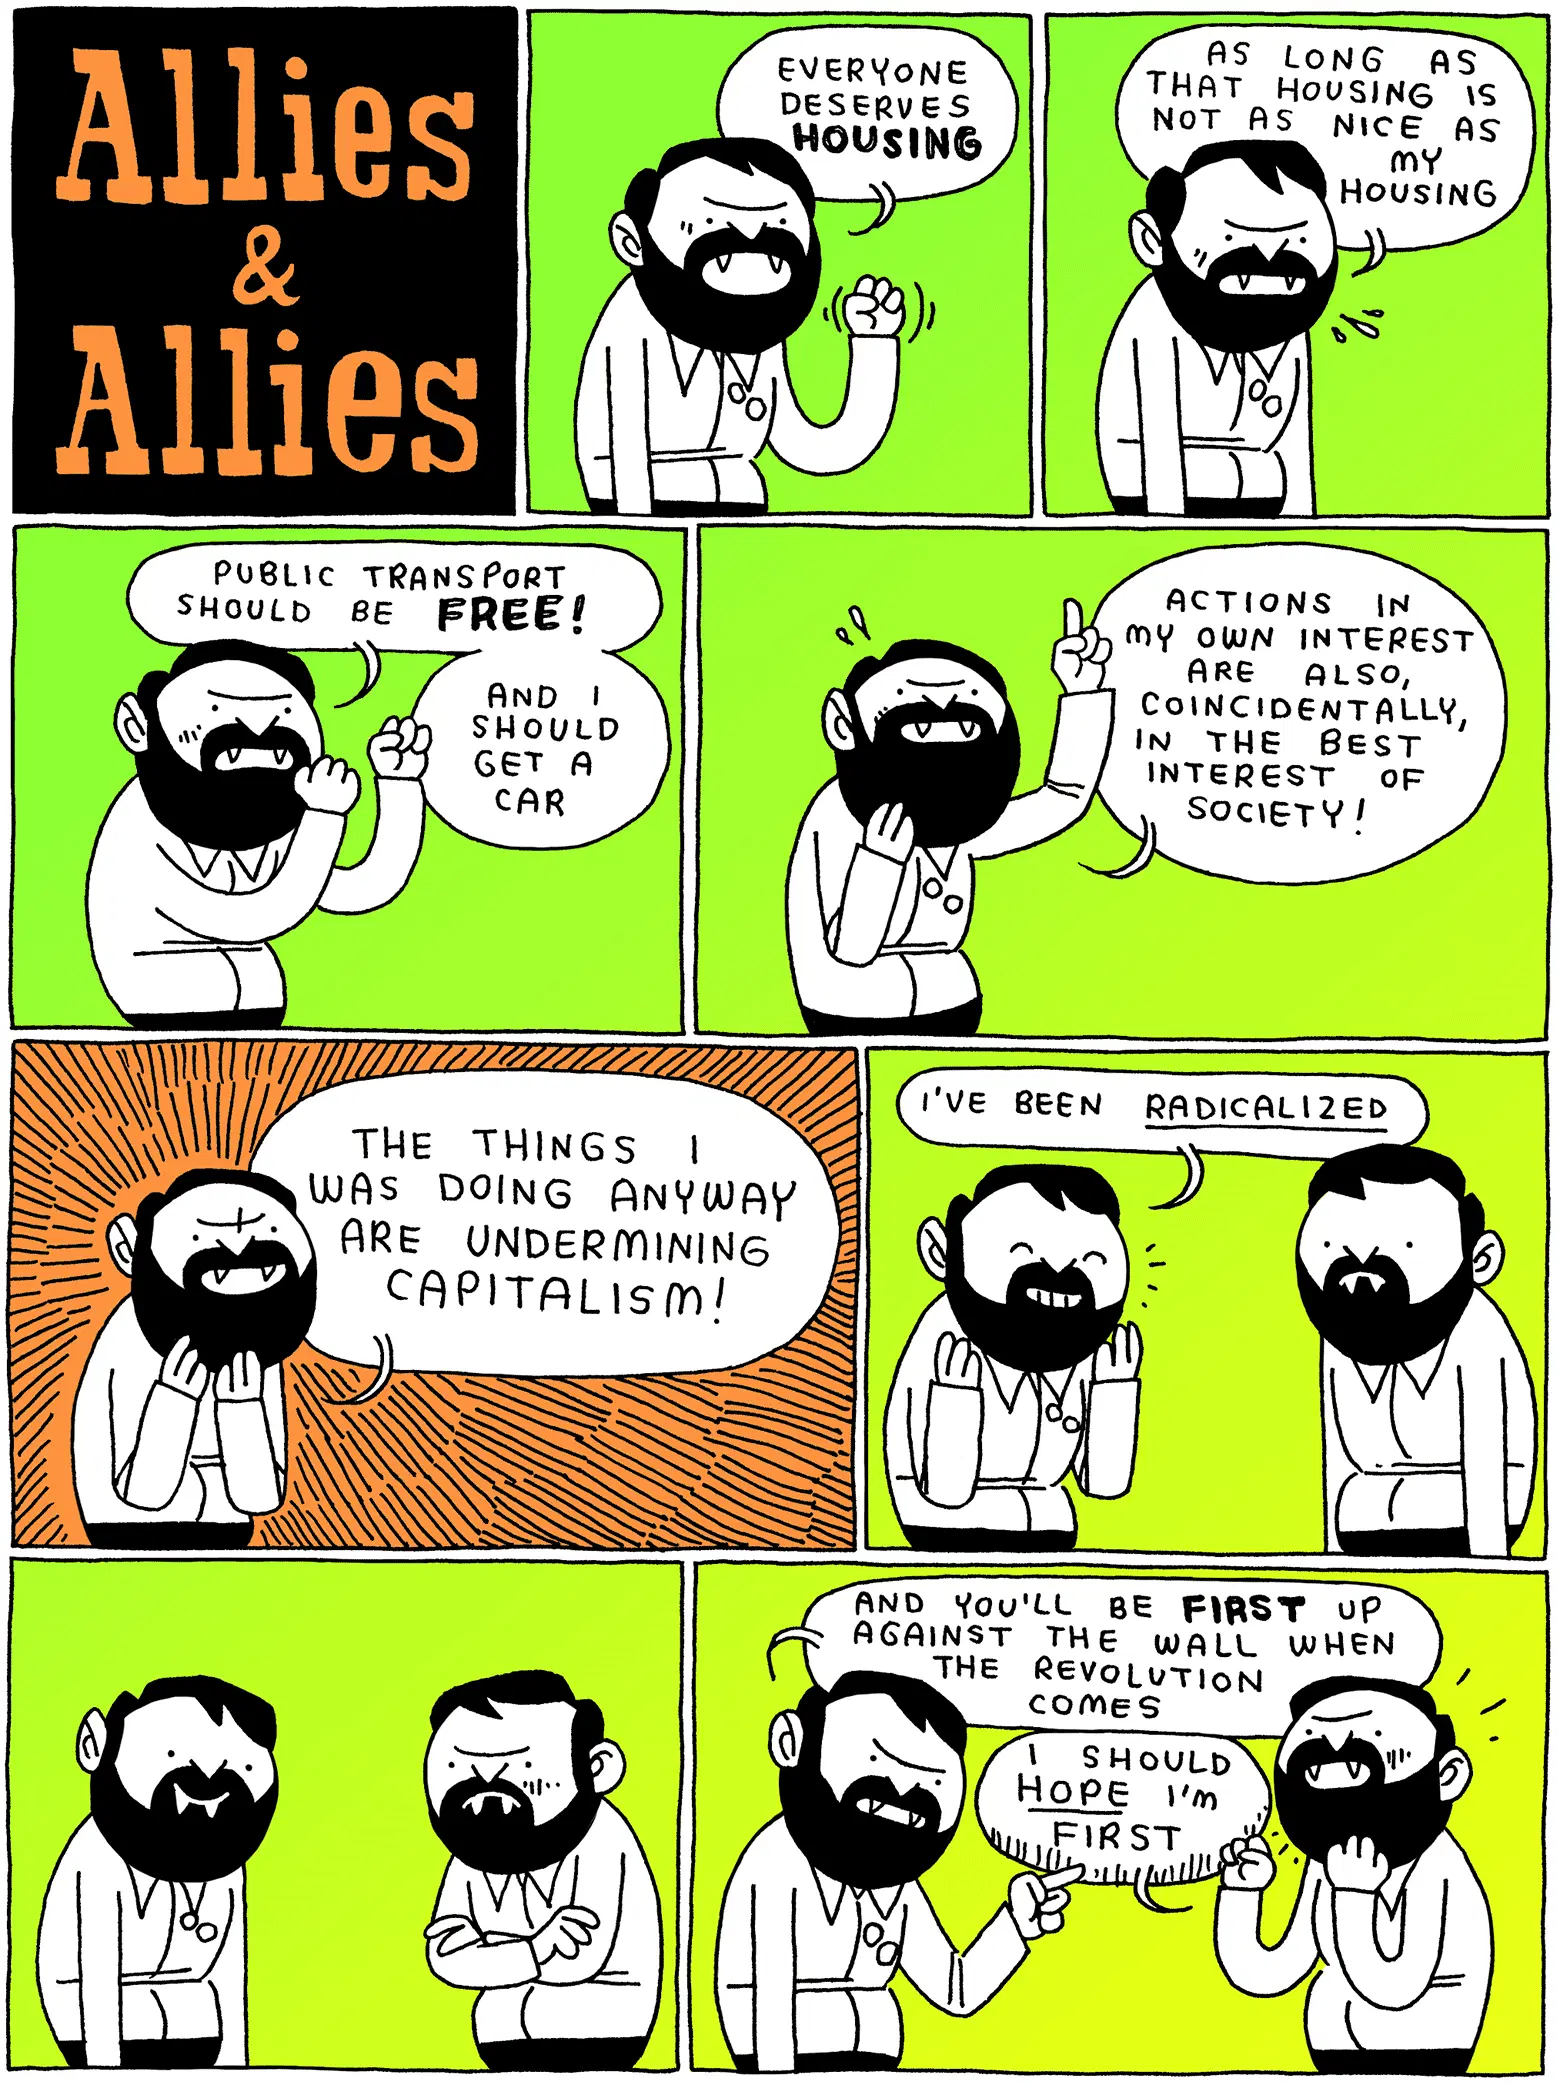 Allies
&
Allies
EVERYONE
DESERVES
HOUSING
AS LONG AS
THAT HOUSING IS
NOT AS NICE AS
MY
HOUSING
PUBLIC TRANSPORT
SHOULD BE FREE!
AND I
SHOULD
GET A
CAR
ACTIONS IN
MY OWN INTEREST
ARE ALSO,
COINCIDENTALLY,
IN THE BEST
INTEREST OF
SOCIETY!
THE THINGS I
WAS DOING ANYWAY
ARE UNDERMINING
CAPITALISM!
I'VE BEEN RADICALIZED
AND YOU'LL BE FIRST UP
AGAINST THE WALL WHEN
THE REVOLUTION
COMES
I SHOULD
HOPE I'M
FIRST